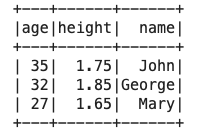 +---+------+------+
|age|height|  name|
+---+------+------+
| 35|  1.75|  John|
| 32|  1.85|George|
| 27|  1.65|  Mary|
+---+------+------+